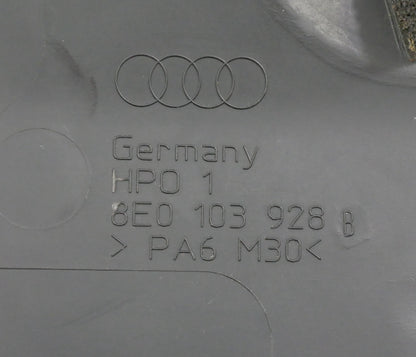 Germany
HPO 1
8E0 103 928 B
> PA6 M30<